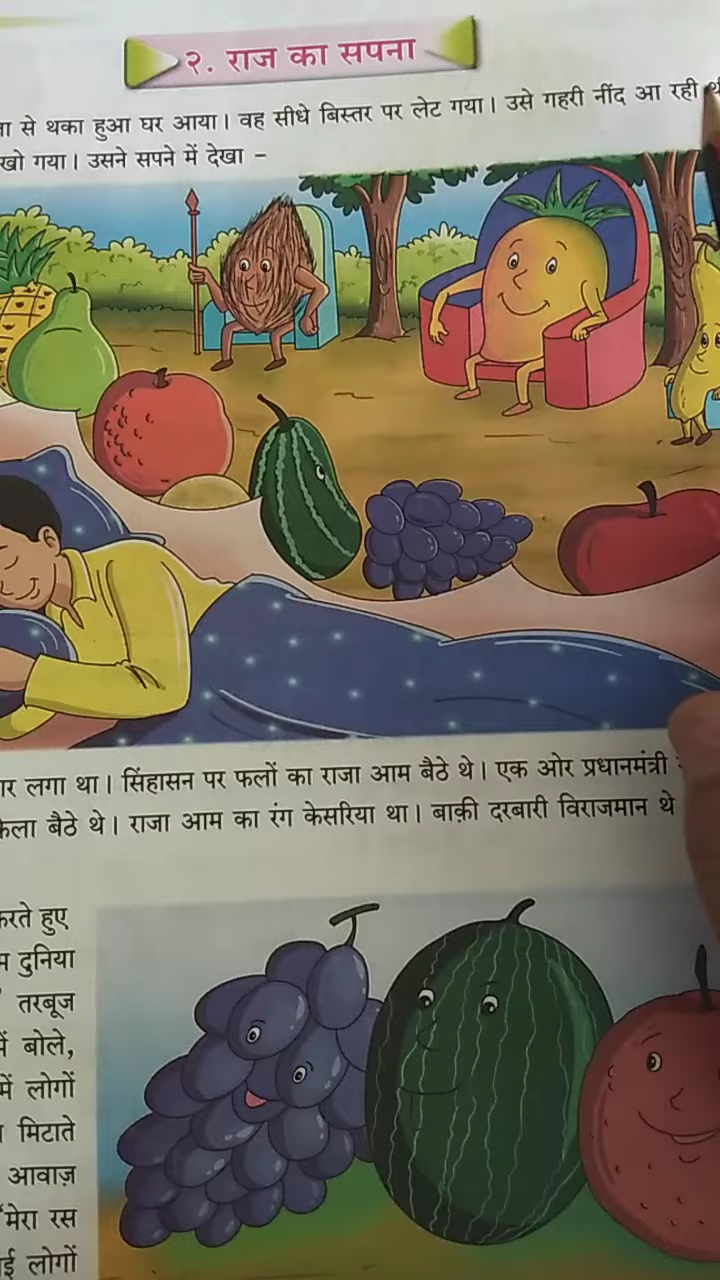 २. राज का सपना
से थका हुआ घर आया। वह सीधे बिस्तर पर लेट गया। उसे गहरी नींद आ रही
खो गया। उसने सपने में देखा –
लगा था। सिंहासन पर फलों का राजा आम बैठे थे। एक ओर प्रधानमंत्री
बैठे थे। राजा आम का रंग केसरिया था। बाक़ी दरबारी विराजमान थे
करते हुए
दुनिया
तरबूज
में बोले,
में लोगों
मिटाते
आवाज़
“मेरा रस
लोगों